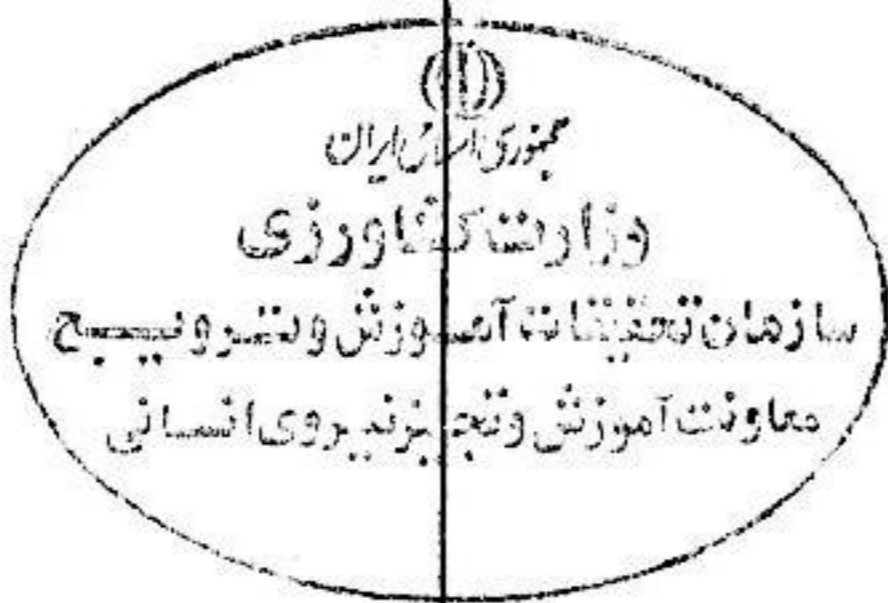 جمهوری اسلامی ایران
وزارت کشاورزی
سازمان تحقیقات آموزش و ترویج
معاونت آموزش و تجهیز نیروی انسانی